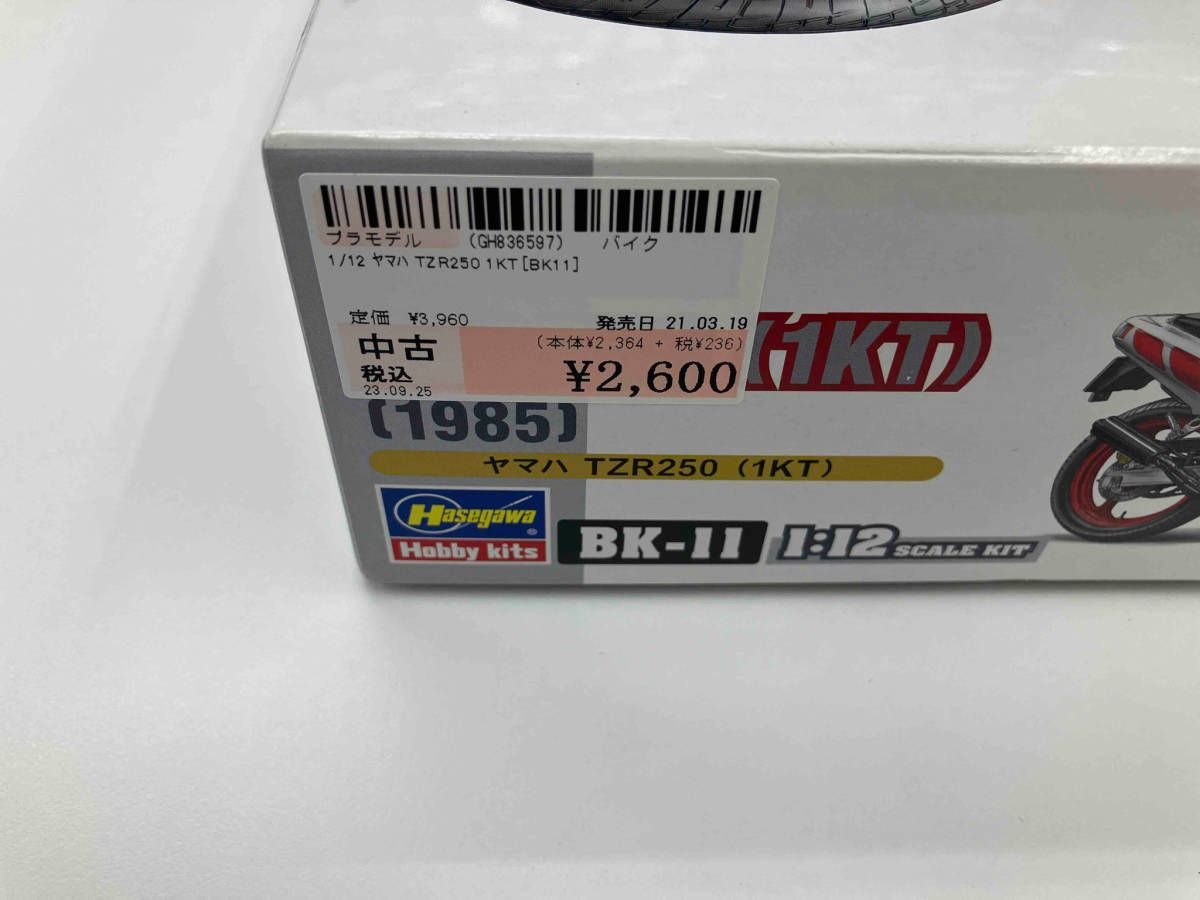 プラモデル (GH836597) バイク
1/12 ヤマハ TZR250 1KT[BK11]
定価 ¥3,960 発売日 21.03.19
中古 (本体¥2,364 + 税¥236)
税込 ¥2,600
23.09.25
(1KT)
(1985)
ヤマハ TZR250 (1KT)
Hasegawa®
Hobby kits
BK-11 1:12 SCALE KIT